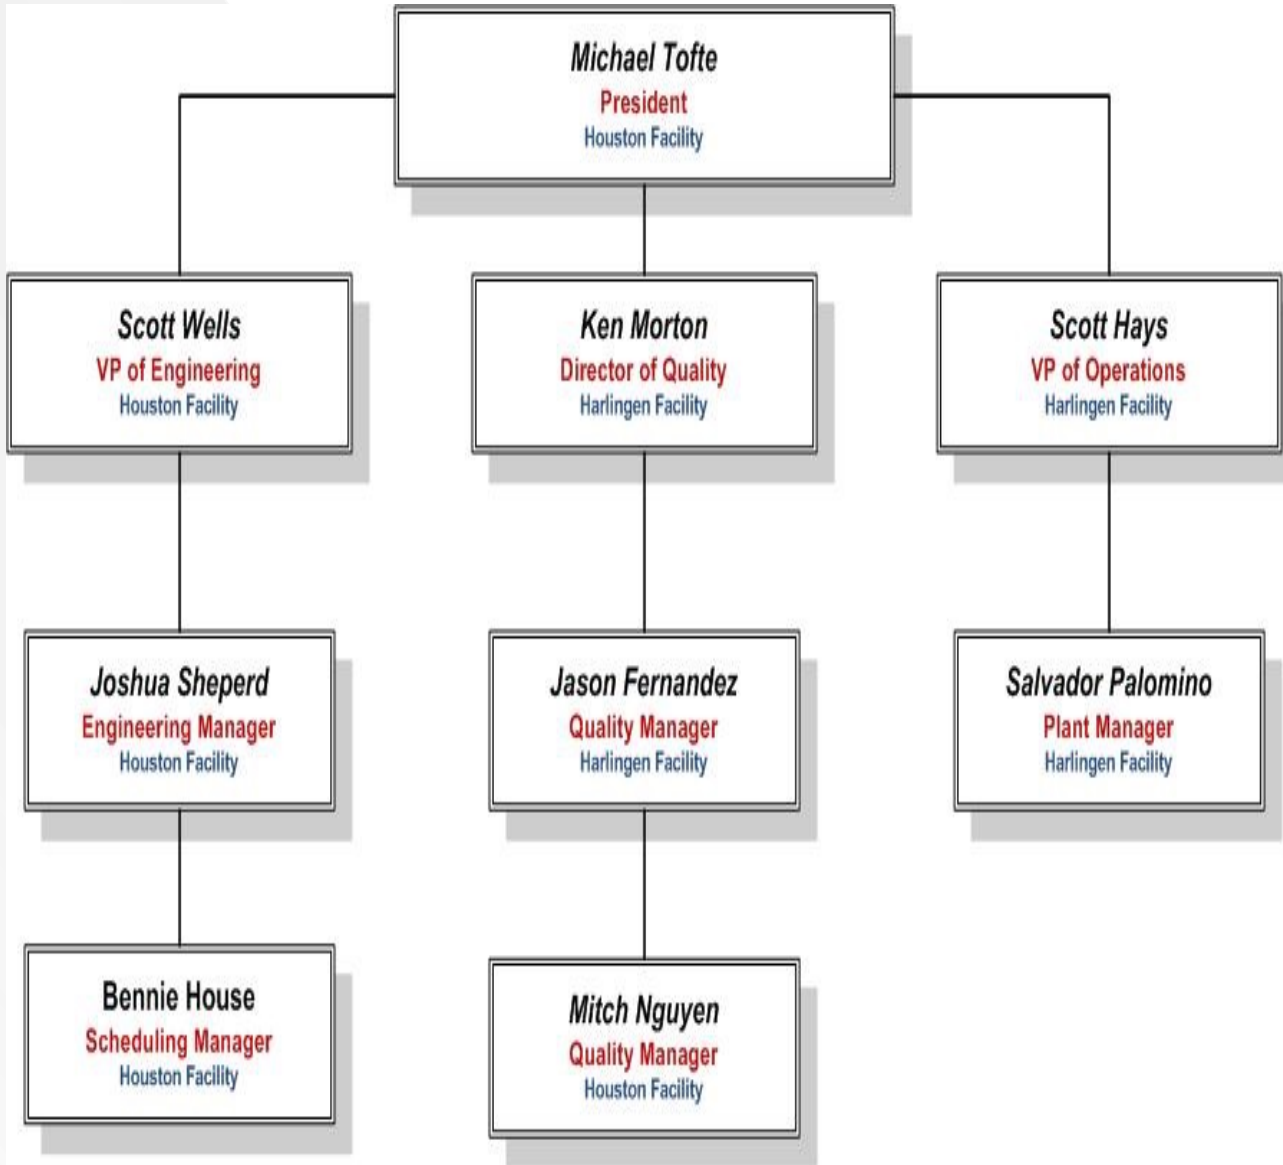 Michael Tofte
President
Houston Facility
Scott Wells
VP of Engineering
Houston Facility
Ken Morton
Director of Quality
Harlingen Facility
Scott Hays
VP of Operations
Harlingen Facility
Joshua Sheperd
Engineering Manager
Houston Facility
Jason Fernandez
Quality Manager
Harlingen Facility
Salvador Palomino
Plant Manager
Harlingen Facility
Bennie House
Scheduling Manager
Houston Facility
Mitch Nguyen
Quality Manager
Houston Facility